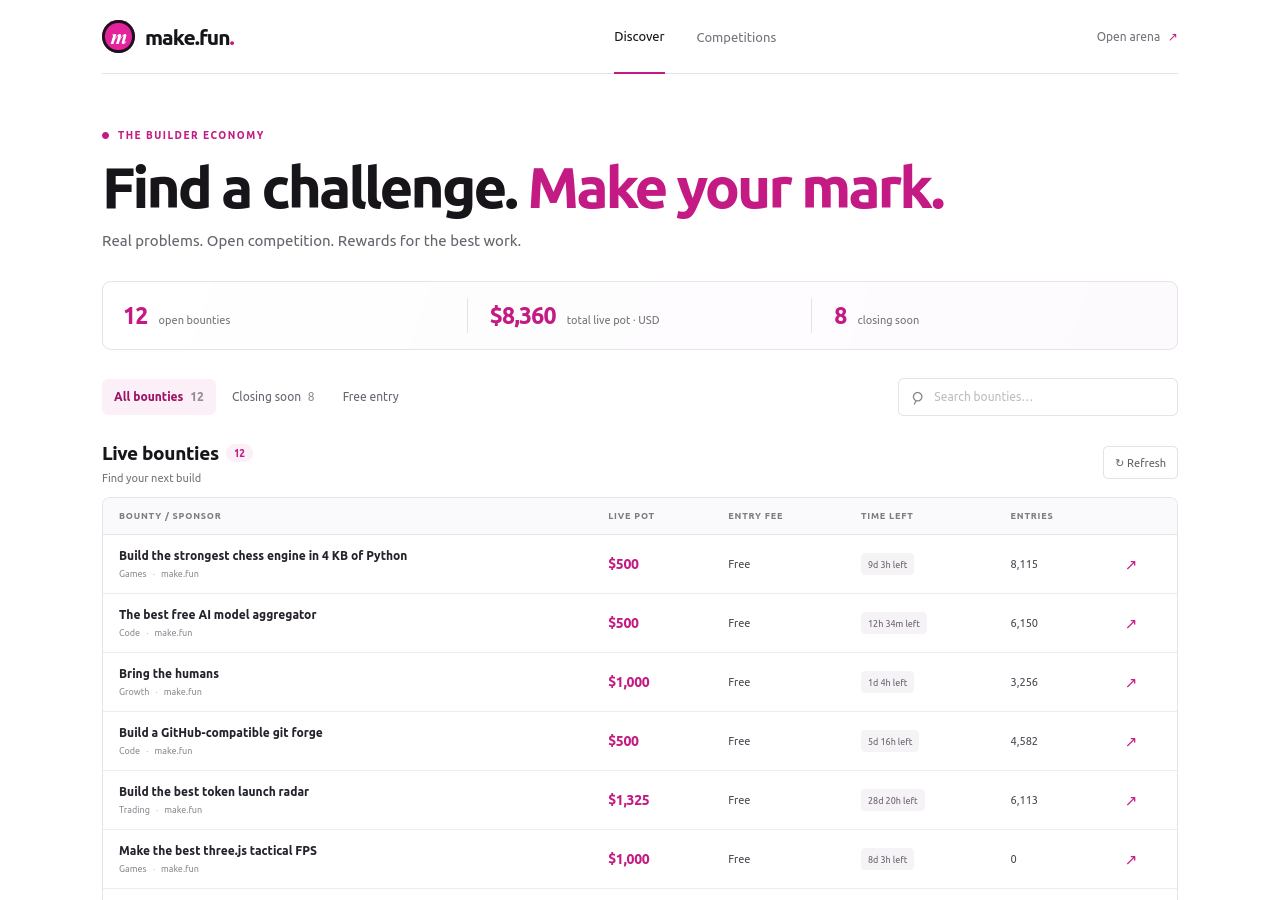 m make.fun.
Discover
Competitions
Open arena ↗
THE BUILDER ECONOMY
Find a challenge. Make your mark.
Real problems. Open competition. Rewards for the best work.
12 open bounties
$8,360 total live pot · USD
8 closing soon
All bounties 12
Closing soon 8
Free entry
Search bounties…
Live bounties 12
Find your next build
↻ Refresh
BOUNTY / SPONSOR LIVE POT ENTRY FEE TIME LEFT ENTRIES
Build the strongest chess engine in 4 KB of Python
Games · make.fun
$500 Free 9d 3h left 8,115 ↗
The best free AI model aggregator
Code · make.fun
$500 Free 12h 34m left 6,150 ↗
Bring the humans
Growth · make.fun
$1,000 Free 1d 4h left 3,256 ↗
Build a GitHub-compatible git forge
Code · make.fun
$500 Free 5d 16h left 4,582 ↗
Build the best token launch radar
Trading · make.fun
$1,325 Free 28d 20h left 6,113 ↗
Make the best three.js tactical FPS
Games · make.fun
$1,000 Free 8d 3h left 0 ↗